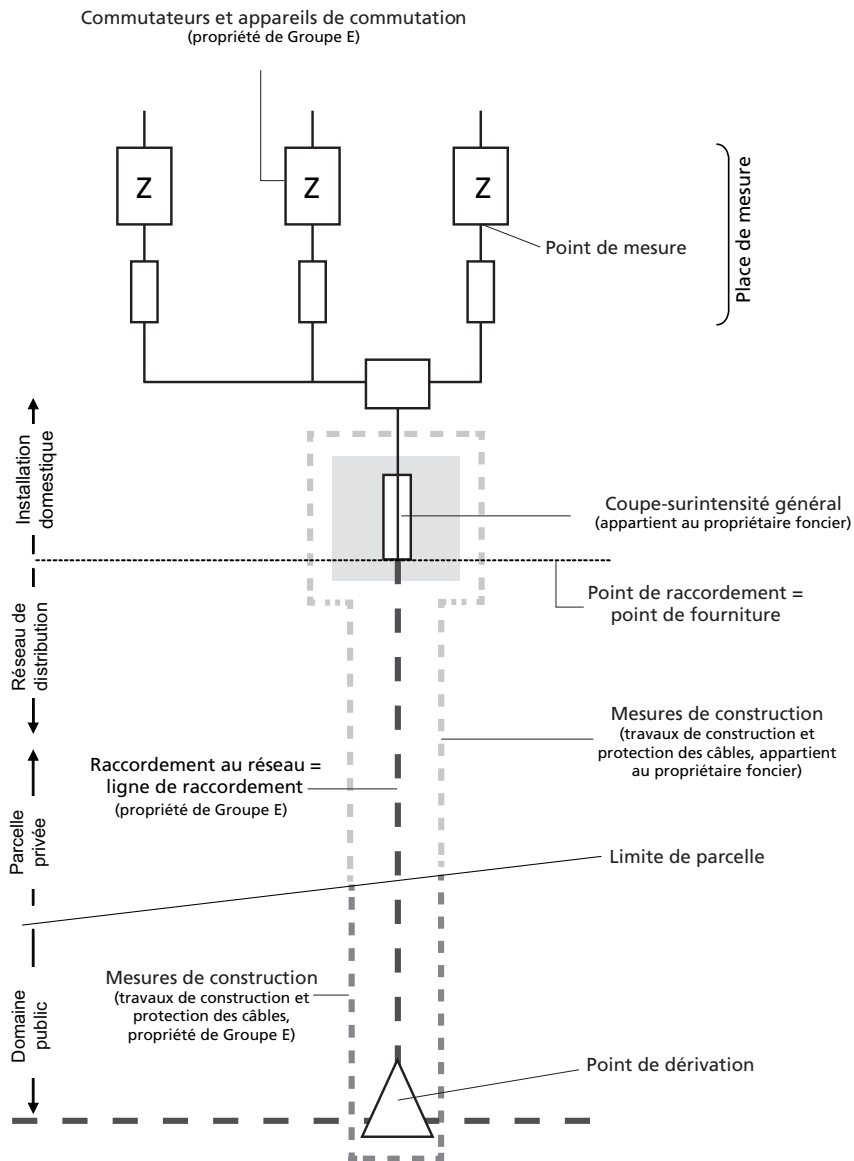 Commutateurs et appareils de commutation
(propriété de Groupe E)
Z
Z
Z
Point de mesure
Place de mesure
Installation
domestique
Coupe-surintensité général
(appartient au propriétaire foncier)
Point de raccordement =
point de fourniture
Réseau de
distribution
Mesures de construction
(travaux de construction et
protection des câbles, appartient
au propriétaire foncier)
Raccordement au réseau =
ligne de raccordement
(propriété de Groupe E)
Parcelle
privée
Limite de parcelle
Mesures de construction
(travaux de construction et
protection des câbles,
propriété de Groupe E)
Domaine
public
Point de dérivation